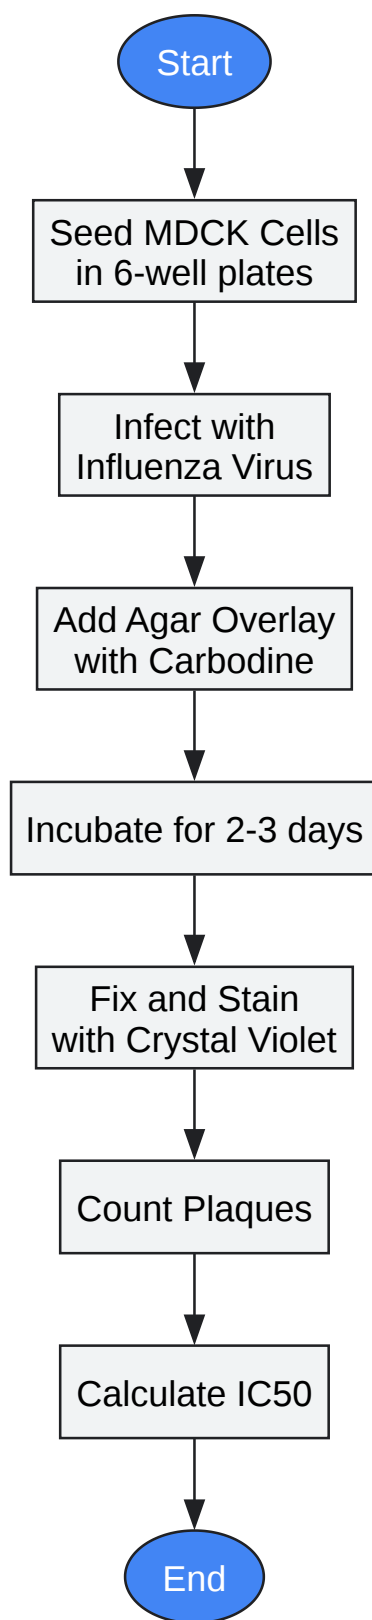 Start
Seed MDCK Cells
in 6-well plates
Infect with
Influenza Virus
Add Agar Overlay
with Carbodine
Incubate for 2-3 days
Fix and Stain
with Crystal Violet
Count Plaques
Calculate IC50
End